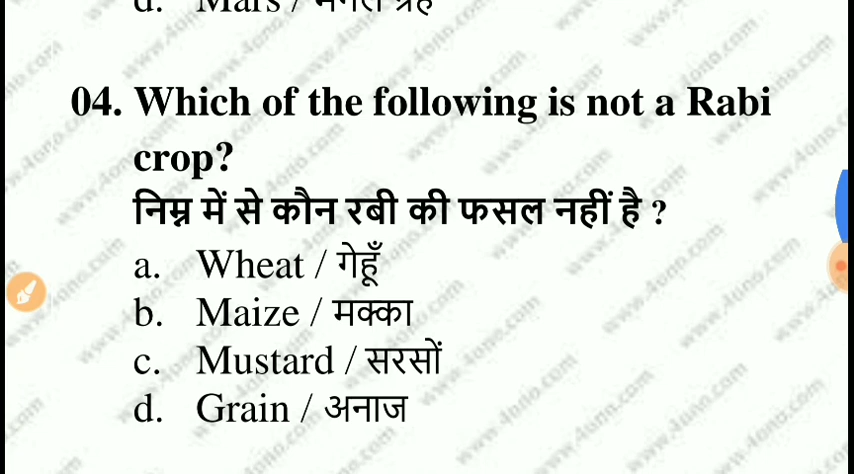 04. Which of the following is not a Rabi
crop?
निम्न में से कौन रबी की फसल नहीं है ?
a. Wheat / गेहूँ
b. Maize / मक्का
c. Mustard / सरसों
d. Grain / अनाज